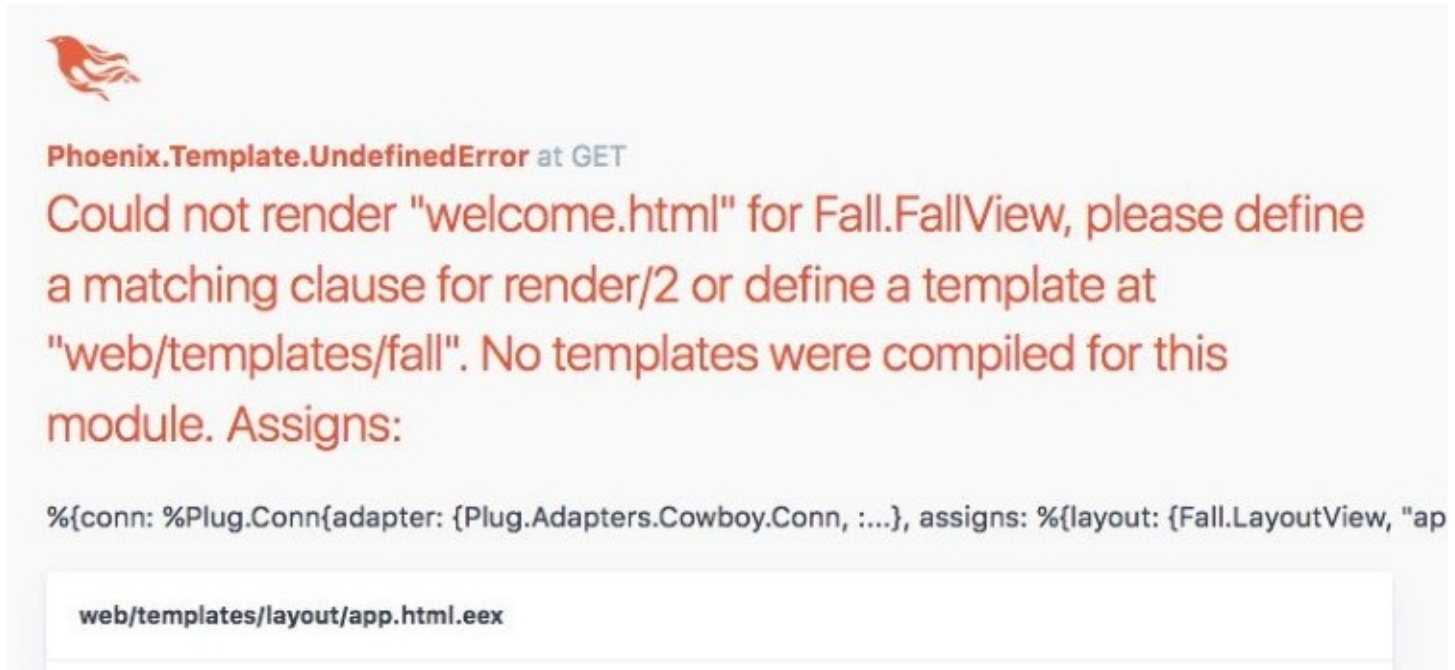 Phoenix.Template.UndefinedError at GET
Could not render "welcome.html" for Fall.FallView, please define
a matching clause for render/2 or define a template at
"web/templates/fall". No templates were compiled for this
module. Assigns:
%{conn: %Plug.Conn{adapter: {Plug.Adapters.Cowboy.Conn, :...}, assigns: %{layout: {Fall.LayoutView, "ap
web/templates/layout/app.html.eex